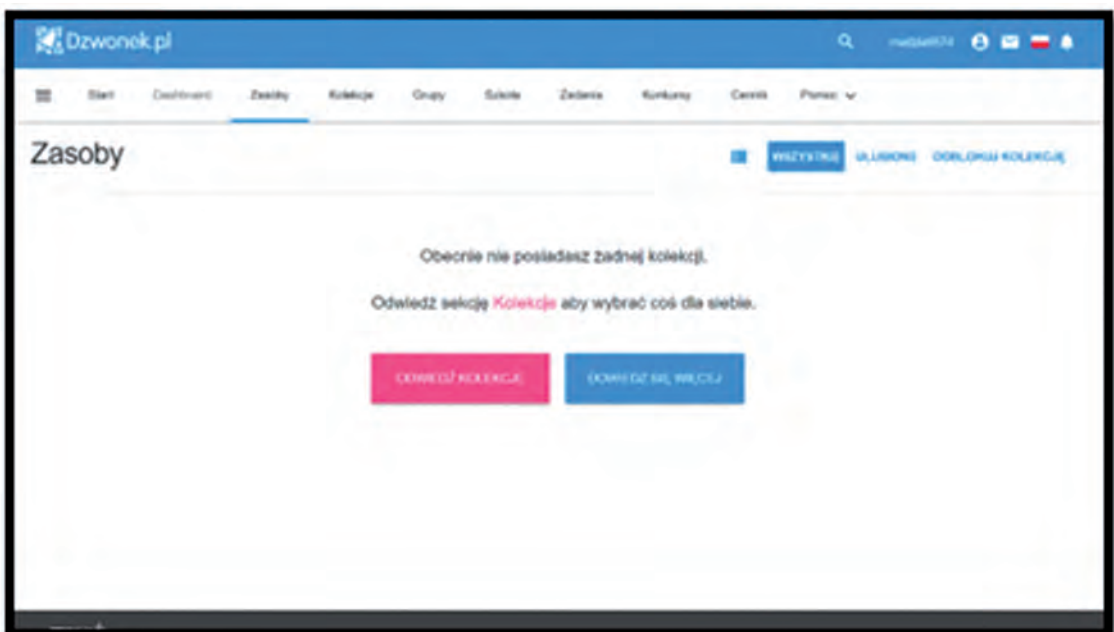 Dzwonek.pl
Start Dashboard Zasoby Kolekcje Grupy Szkoła Zadania Konkursy Cennik Pomoc
Zasoby
WSZYSTKIE ULUBIONE ODBLOKUJ KOLEKCJĘ
Obecnie nie posiadasz żadnej kolekcji.
Odwiedź sekcję Kolekcje aby wybrać coś dla siebie.
ODWIEDŹ KOLEKCJE DOWIEDZ SIĘ WIĘCEJ